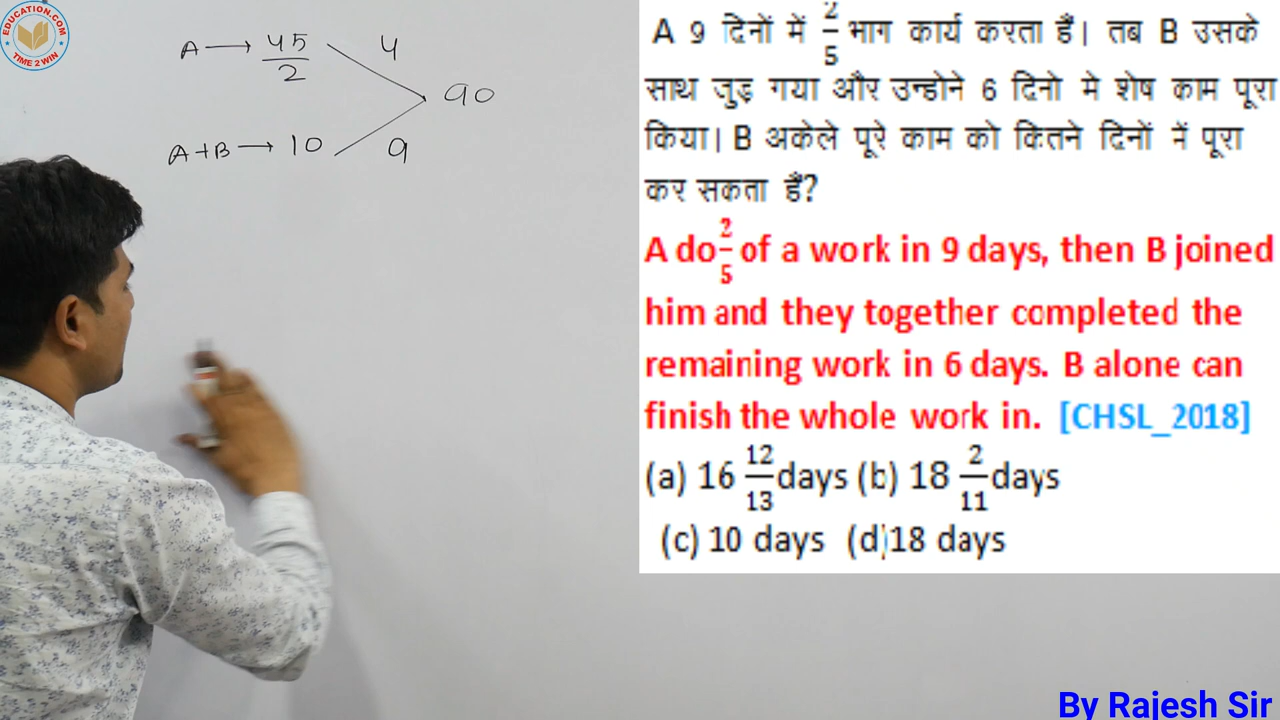 EDUCATION.COM
TIME 2 WIN
A → 45/2 4
90
A+B → 10 9
A 9 दिनों में 2/5 भाग कार्य करता हैं। तब B उसके
साथ जुड़ गया और उन्होने 6 दिनो मे शेष काम पूरा
किया। B अकेले पूरे काम को कितने दिनों में पूरा
कर सकता हैं?
A do 2/5 of a work in 9 days, then B joined
him and they together completed the
remaining work in 6 days. B alone can
finish the whole work in. [CHSL_2018]
(a) 16 12/13 days (b) 18 2/11 days
(c) 10 days (d) 18 days
By Rajesh Sir